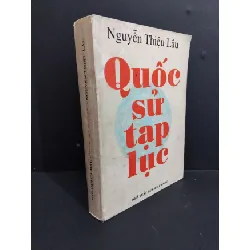 Nguyễn Thiệu Lâu
Quốc
sử
tạp
lục